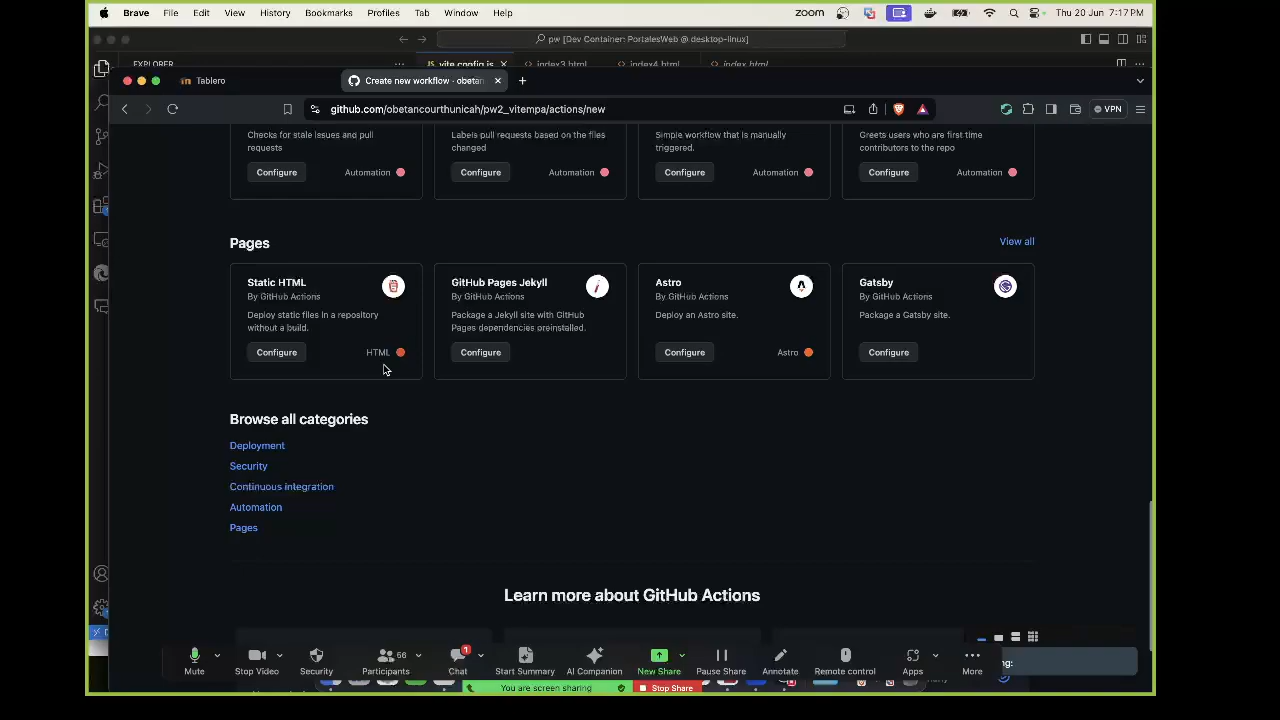 Brave File Edit View History Bookmarks Profiles Tab Window Help zoom Thu 20 Jun 7:17 PM
pw [Dev Container: PortalesWeb @ desktop-linux]
EXPLORER vite.config.js index3.html index4.html index.html
Tablero Create new workflow - obetan
github.com/obetancourthunicah/pw2_vitempa/actions/new VPN
Checks for stale issues and pull
requests
Configure Automation
Labels pull requests based on the files
changed
Configure Automation
Simple workflow that is manually
triggered.
Configure Automation
Greets users who are first time
contributors to the repo
Configure Automation
Pages View all
Static HTML
By GitHub Actions
Deploy static files in a repository
without a build.
Configure HTML
GitHub Pages Jekyll
By GitHub Actions
Package a Jekyll site with GitHub
Pages dependencies preinstalled.
Configure
Astro
By GitHub Actions
Deploy an Astro site.
Configure Astro
Gatsby
By GitHub Actions
Package a Gatsby site.
Configure
Browse all categories
Deployment
Security
Continuous integration
Automation
Pages
Learn more about GitHub Actions
56 1
Mute Stop Video Security Participants Chat Start Summary AI Companion New Share Pause Share Annotate Remote control Apps More
You are screen sharing Stop Share